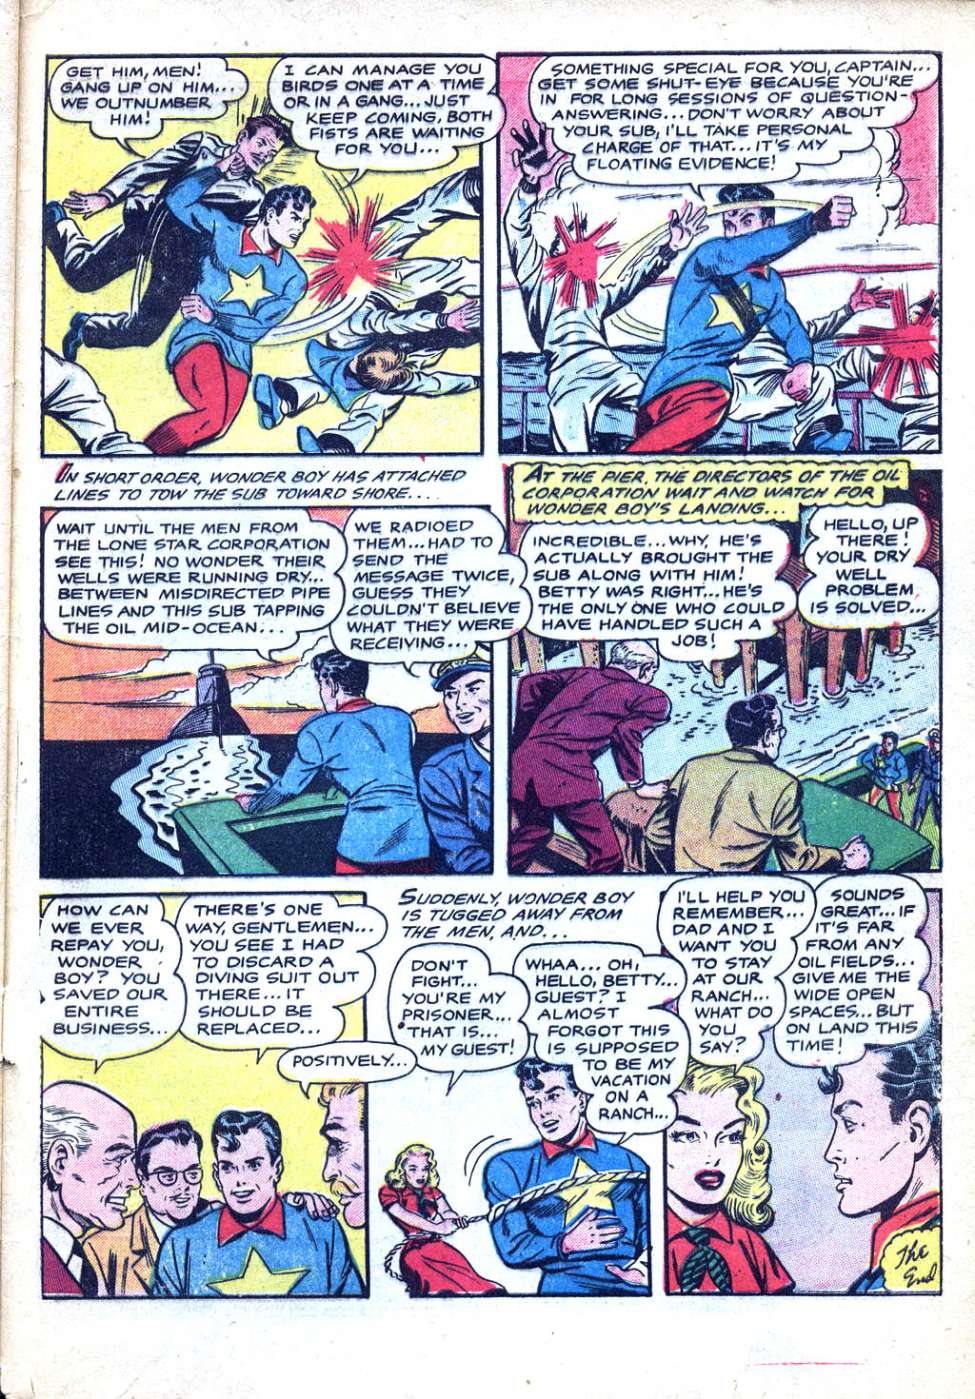 GET HIM, MEN!
GANG UP ON HIM...
WE OUTNUMBER
HIM!
I CAN MANAGE YOU
BIRDS ONE AT A TIME
OR IN A GANG...JUST
KEEP COMING, BOTH
FISTS ARE WAITING
FOR YOU...
SOMETHING SPECIAL FOR YOU, CAPTAIN...
GET SOME SHUT-EYE BECAUSE YOU'RE
IN FOR LONG SESSIONS OF QUESTION-
ANSWERING...DON'T WORRY ABOUT
YOUR SUB, I'LL TAKE PERSONAL
CHARGE OF THAT...IT'S MY
FLOATING EVIDENCE!
IN SHORT ORDER, WONDER BOY HAS ATTACHED
LINES TO TOW THE SUB TOWARD SHORE....
WAIT UNTIL THE MEN FROM
THE LONE STAR CORPORATION
SEE THIS! NO WONDER THEIR
WELLS WERE RUNNING DRY...
BETWEEN MISDIRECTED PIPE
LINES AND THIS SUB TAPPING
THE OIL MID-OCEAN...
WE RADIOED
THEM...HAD TO
SEND THE
MESSAGE TWICE,
GUESS THEY
COULDN'T BELIEVE
WHAT THEY WERE
RECEIVING...
AT THE PIER, THE DIRECTORS OF THE OIL
CORPORATION WAIT AND WATCH FOR
WONDER BOY'S LANDING...
INCREDIBLE...WHY, HE'S
ACTUALLY BROUGHT THE
SUB ALONG WITH HIM!
BETTY WAS RIGHT...HE'S
THE ONLY ONE WHO COULD
HAVE HANDLED SUCH A
JOB!
HELLO, UP
THERE!
YOUR DRY
WELL
PROBLEM
IS SOLVED...
HOW CAN
WE EVER
REPAY YOU,
WONDER
BOY? YOU
SAVED OUR
ENTIRE
BUSINESS...
THERE'S ONE
WAY, GENTLEMEN...
YOU SEE I HAD
TO DISCARD A
DIVING SUIT OUT
THERE...IT
SHOULD BE
REPLACED...
POSITIVELY...
SUDDENLY, WONDER BOY
IS TUGGED AWAY FROM
THE MEN, AND...
DON'T
FIGHT...
YOU'RE MY
PRISONER...
THAT IS...
MY GUEST!
WHAA...OH,
HELLO, BETTY...
GUEST? I
ALMOST
FORGOT THIS
IS SUPPOSED
TO BE MY
VACATION
ON A
RANCH...
I'LL HELP YOU
REMEMBER...
DAD AND I
WANT YOU
TO STAY
AT OUR
RANCH...
WHAT DO
YOU
SAY?
SOUNDS
GREAT...IF
IT'S FAR
FROM ANY
OIL FIELDS...
GIVE ME THE
WIDE OPEN
SPACES...BUT
ON LAND THIS
TIME!
The
End